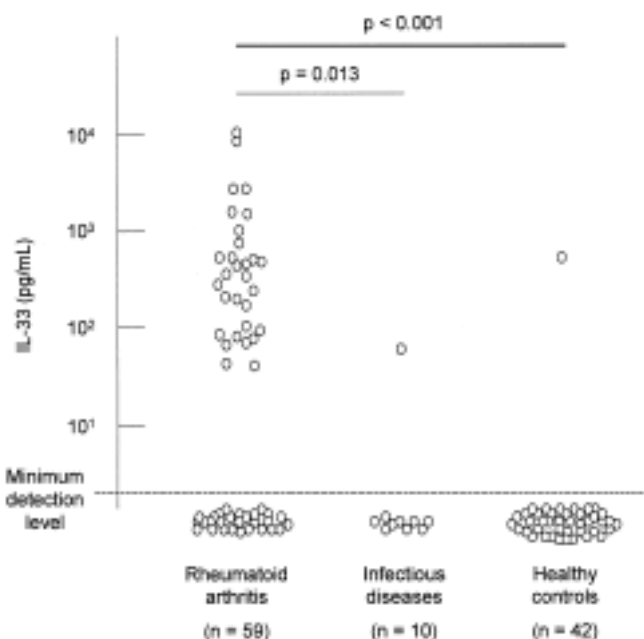 p < 0.001
p = 0.013
10⁴
10³
10²
10¹
IL-33 (pg/mL)
Minimum
detection
level
Rheumatoid
arthritis
(n = 59)
Infectious
diseases
(n = 10)
Healthy
controls
(n = 42)